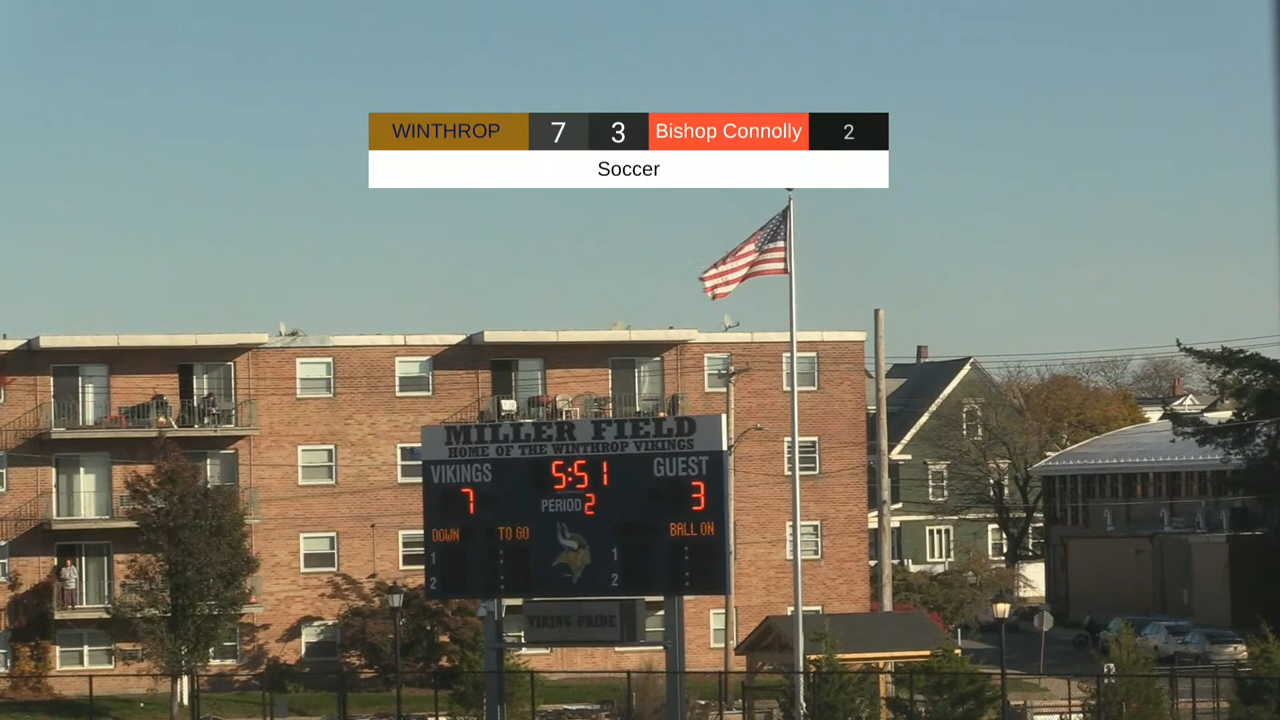 WINTHROP 7 3 Bishop Connolly 2
Soccer
MILLER FIELD
HOME OF THE WINTHROP VIKINGS
VIKINGS 5:51 GUEST
7 PERIOD 2 3
DOWN TO GO BALL ON
1 1
2 2
VIKING PRIDE